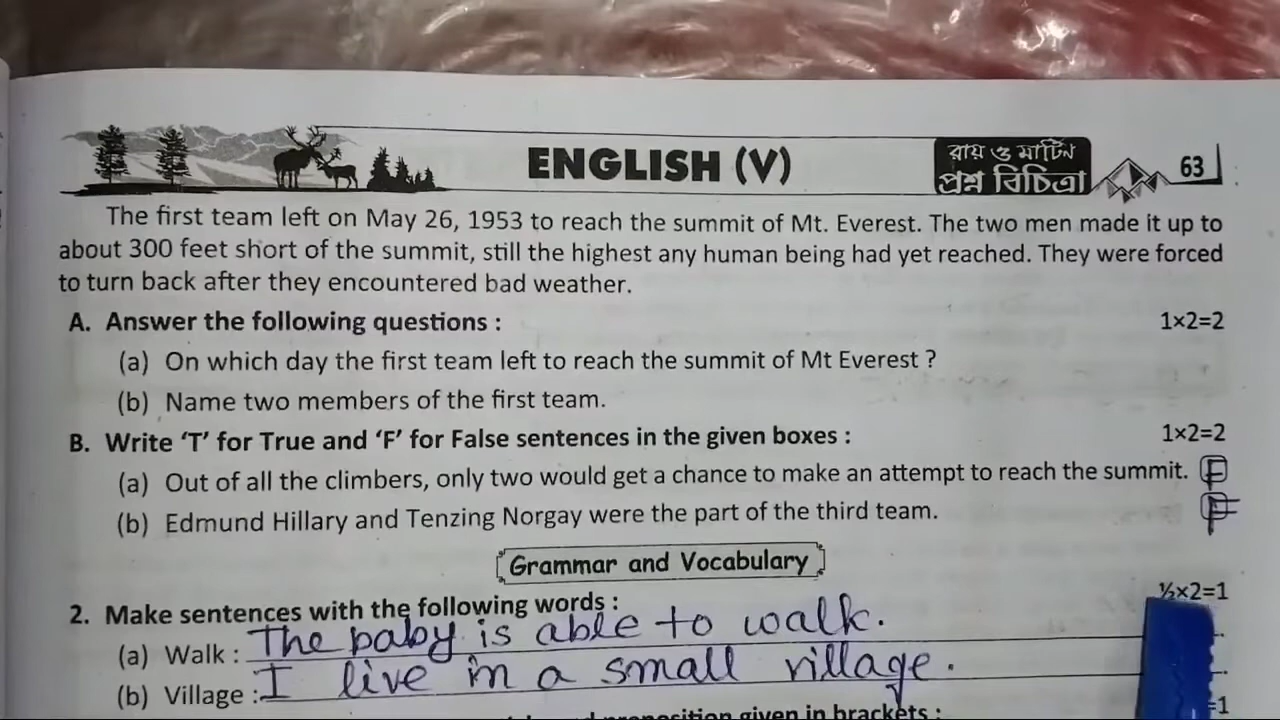 ENGLISH (V)
রায় ও মার্টিন
প্রশ্ন বিচিত্রা
63
The first team left on May 26, 1953 to reach the summit of Mt. Everest. The two men made it up to
about 300 feet short of the summit, still the highest any human being had yet reached. They were forced
to turn back after they encountered bad weather.
A. Answer the following questions : 1×2=2
(a) On which day the first team left to reach the summit of Mt Everest ?
(b) Name two members of the first team.
B. Write ‘T’ for True and ‘F’ for False sentences in the given boxes : 1×2=2
(a) Out of all the climbers, only two would get a chance to make an attempt to reach the summit. F
(b) Edmund Hillary and Tenzing Norgay were the part of the third team. F
Grammar and Vocabulary
2. Make sentences with the following words : ½×2=1
(a) Walk : The baby is able to walk.
(b) Village : I live in a small village.
given in brackets : =1